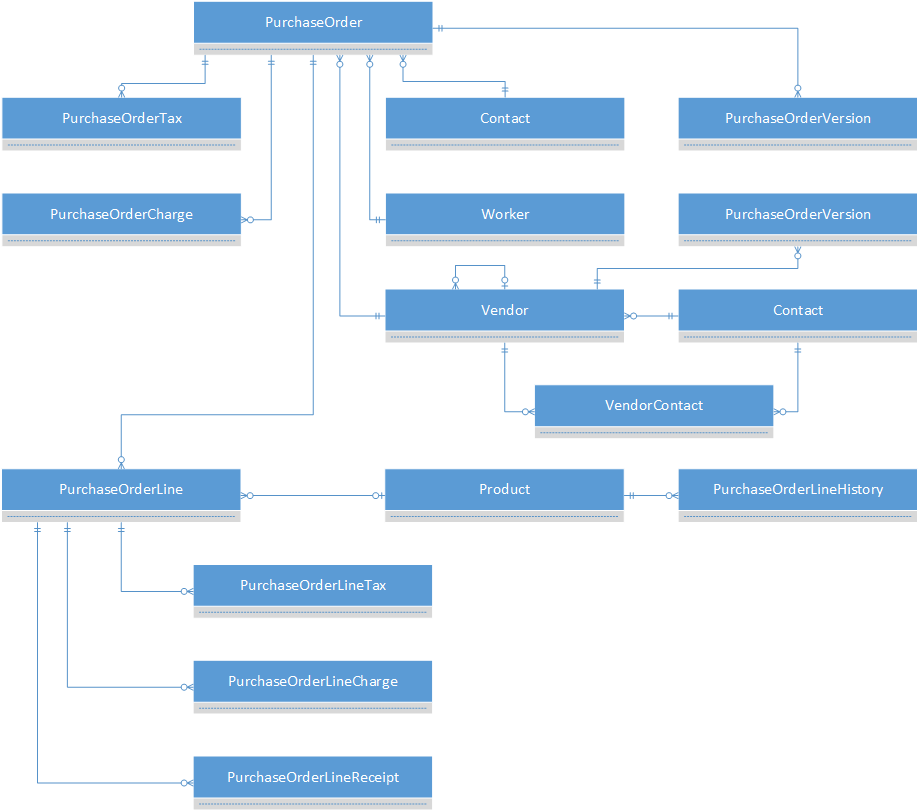 PurchaseOrder
PurchaseOrderTax
Contact
PurchaseOrderVersion
PurchaseOrderCharge
Worker
PurchaseOrderVersion
Vendor
Contact
VendorContact
PurchaseOrderLine
Product
PurchaseOrderLineHistory
PurchaseOrderLineTax
PurchaseOrderLineCharge
PurchaseOrderLineReceipt